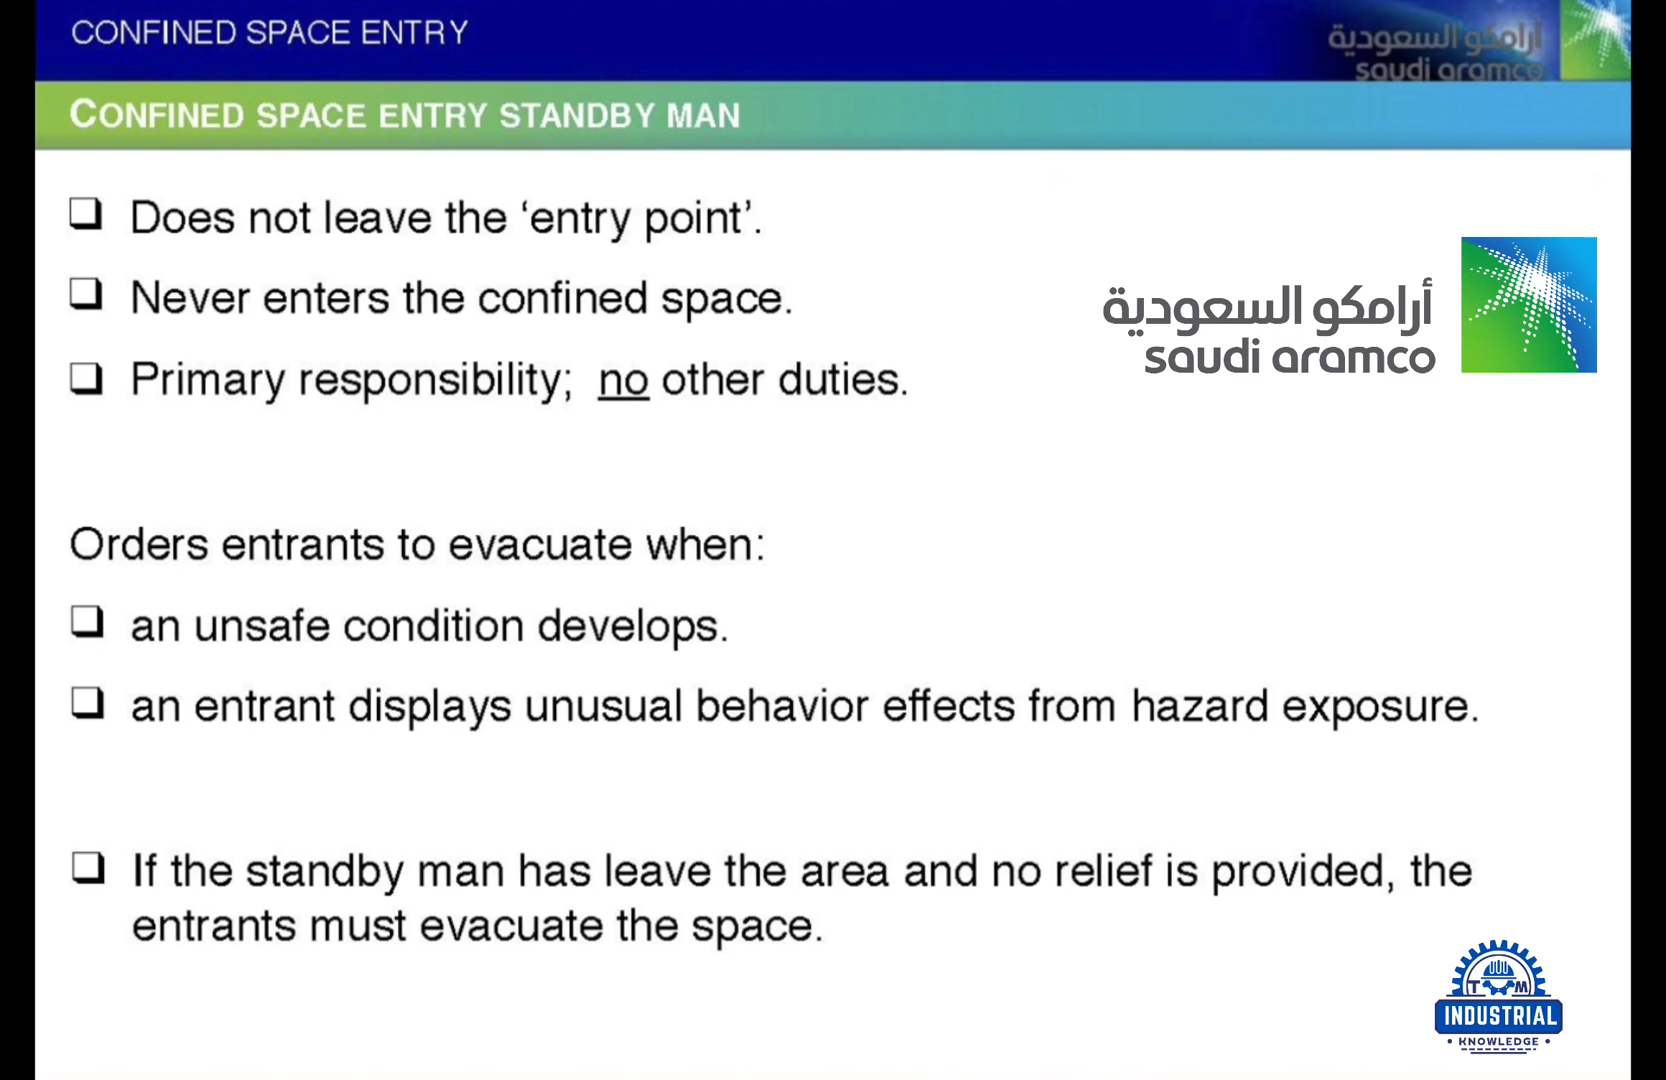 CONFINED SPACE ENTRY
أرامكو السعودية
saudi aramco
CONFINED SPACE ENTRY STANDBY MAN
❑ Does not leave the ‘entry point’.
❑ Never enters the confined space.
❑ Primary responsibility; no other duties.
أرامكو السعودية
saudi aramco
Orders entrants to evacuate when:
❑ an unsafe condition develops.
❑ an entrant displays unusual behavior effects from hazard exposure.
❑ If the standby man has leave the area and no relief is provided, the
entrants must evacuate the space.
T M
INDUSTRIAL
• KNOWLEDGE •